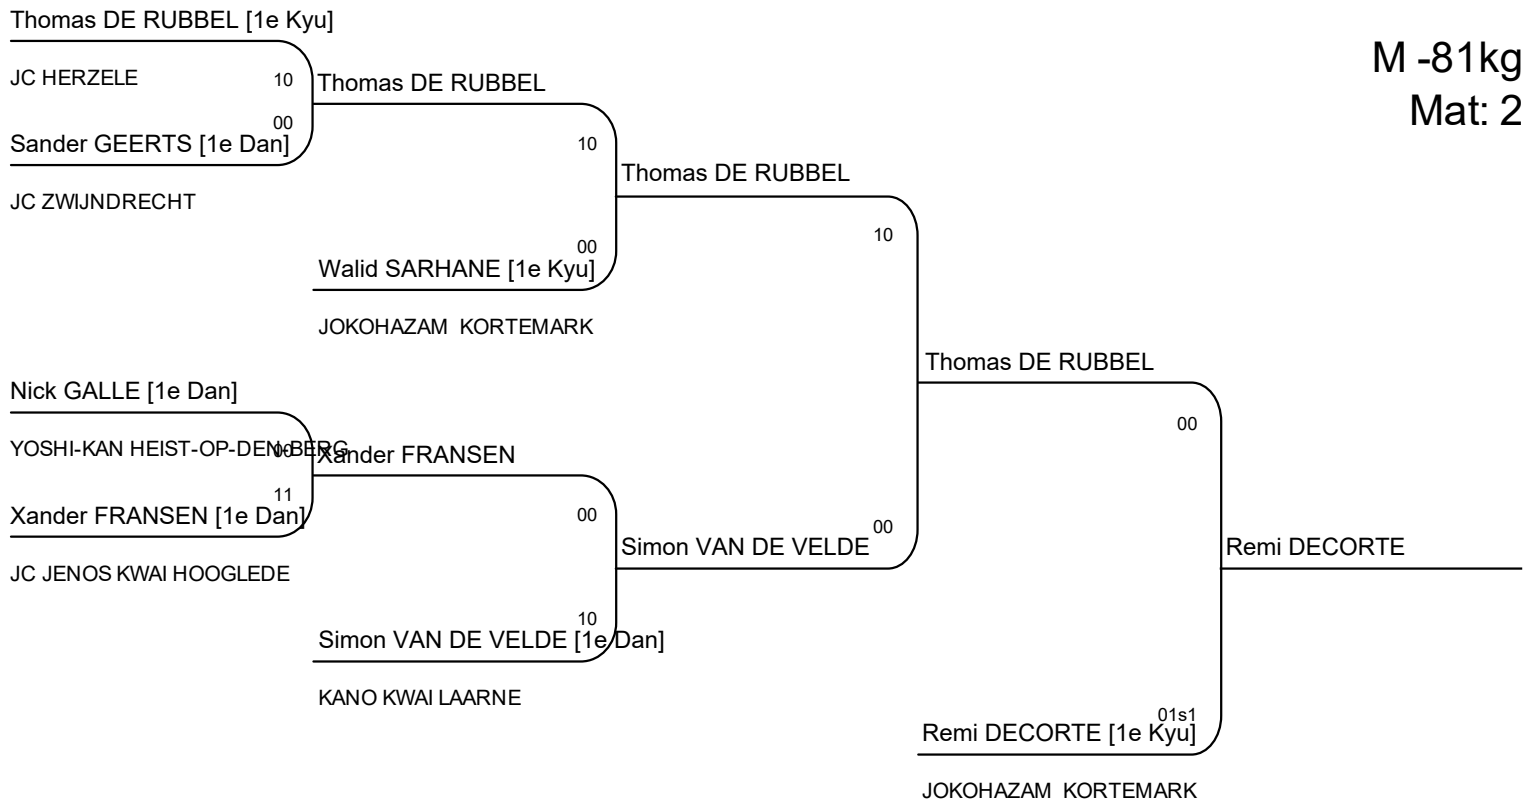 Thomas DE RUBBEL [1e Kyu]
M -81kg
JC HERZELE
10
Thomas DE RUBBEL
Mat: 2
00
Sander GEERTS [1e Dan]
10
Thomas DE RUBBEL
JC ZWIJNDRECHT
10
00
Walid SARHANE [1e Kyu]
JOKOHAZAM KORTEMARK
Thomas DE RUBBEL
Nick GALLE [1e Dan]
00
YOSHI-KAN HEIST-OP-DEN-BERG
00
Xander FRANSEN
11
Xander FRANSEN [1e Dan]
00
00
Simon VAN DE VELDE
Remi DECORTE
JC JENOS KWAI HOOGLEDE
10
Simon VAN DE VELDE [1e Dan]
KANO KWAI LAARNE
01s1
Remi DECORTE [1e Kyu]
JOKOHAZAM KORTEMARK